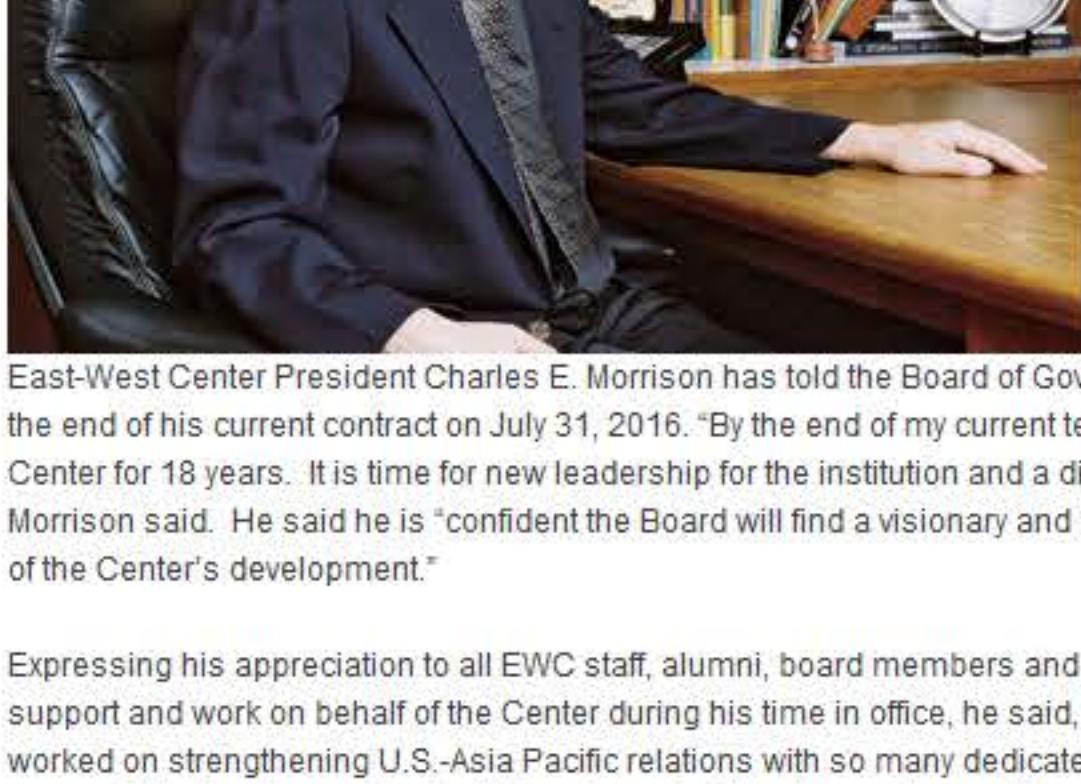 East-West Center President Charles E. Morrison has told the Board of
the end of his current contract on July 31, 2016. “By the end of my current
Center for 18 years.  It is time for new leadership for the institution and a
Morrison said.  He said he is “confident the Board will find a visionary and
of the Center’s development.”
Expressing his appreciation to all EWC staff, alumni, board members and
support and work on behalf of the Center during his time in office, he said,
worked on strengthening U.S.-Asia Pacific relations with so many